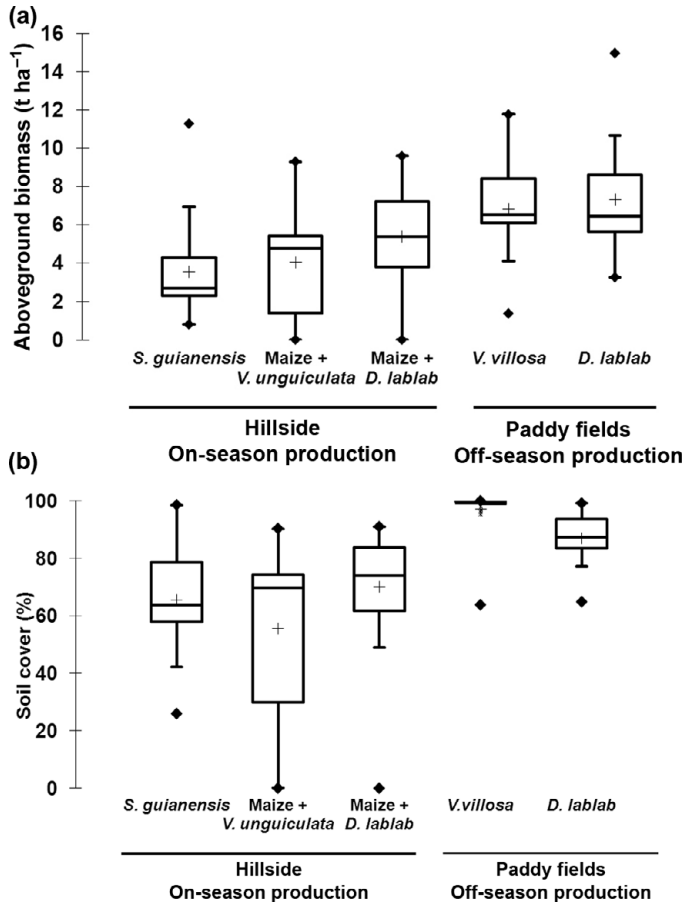 (a)
Aboveground biomass (t ha⁻¹)
16
14
12
10
8
6
4
2
0
S. guianensis
Maize +
V. unguiculata
Maize +
D. lablab
V. villosa
D. lablab
Hillside
On-season production
Paddy fields
Off-season production
(b)
Soil cover (%)
100
80
60
40
20
0
S. guianensis
Maize +
V. unguiculata
Maize +
D. lablab
V.villosa
D. lablab
Hillside
On-season production
Paddy fields
Off-season production